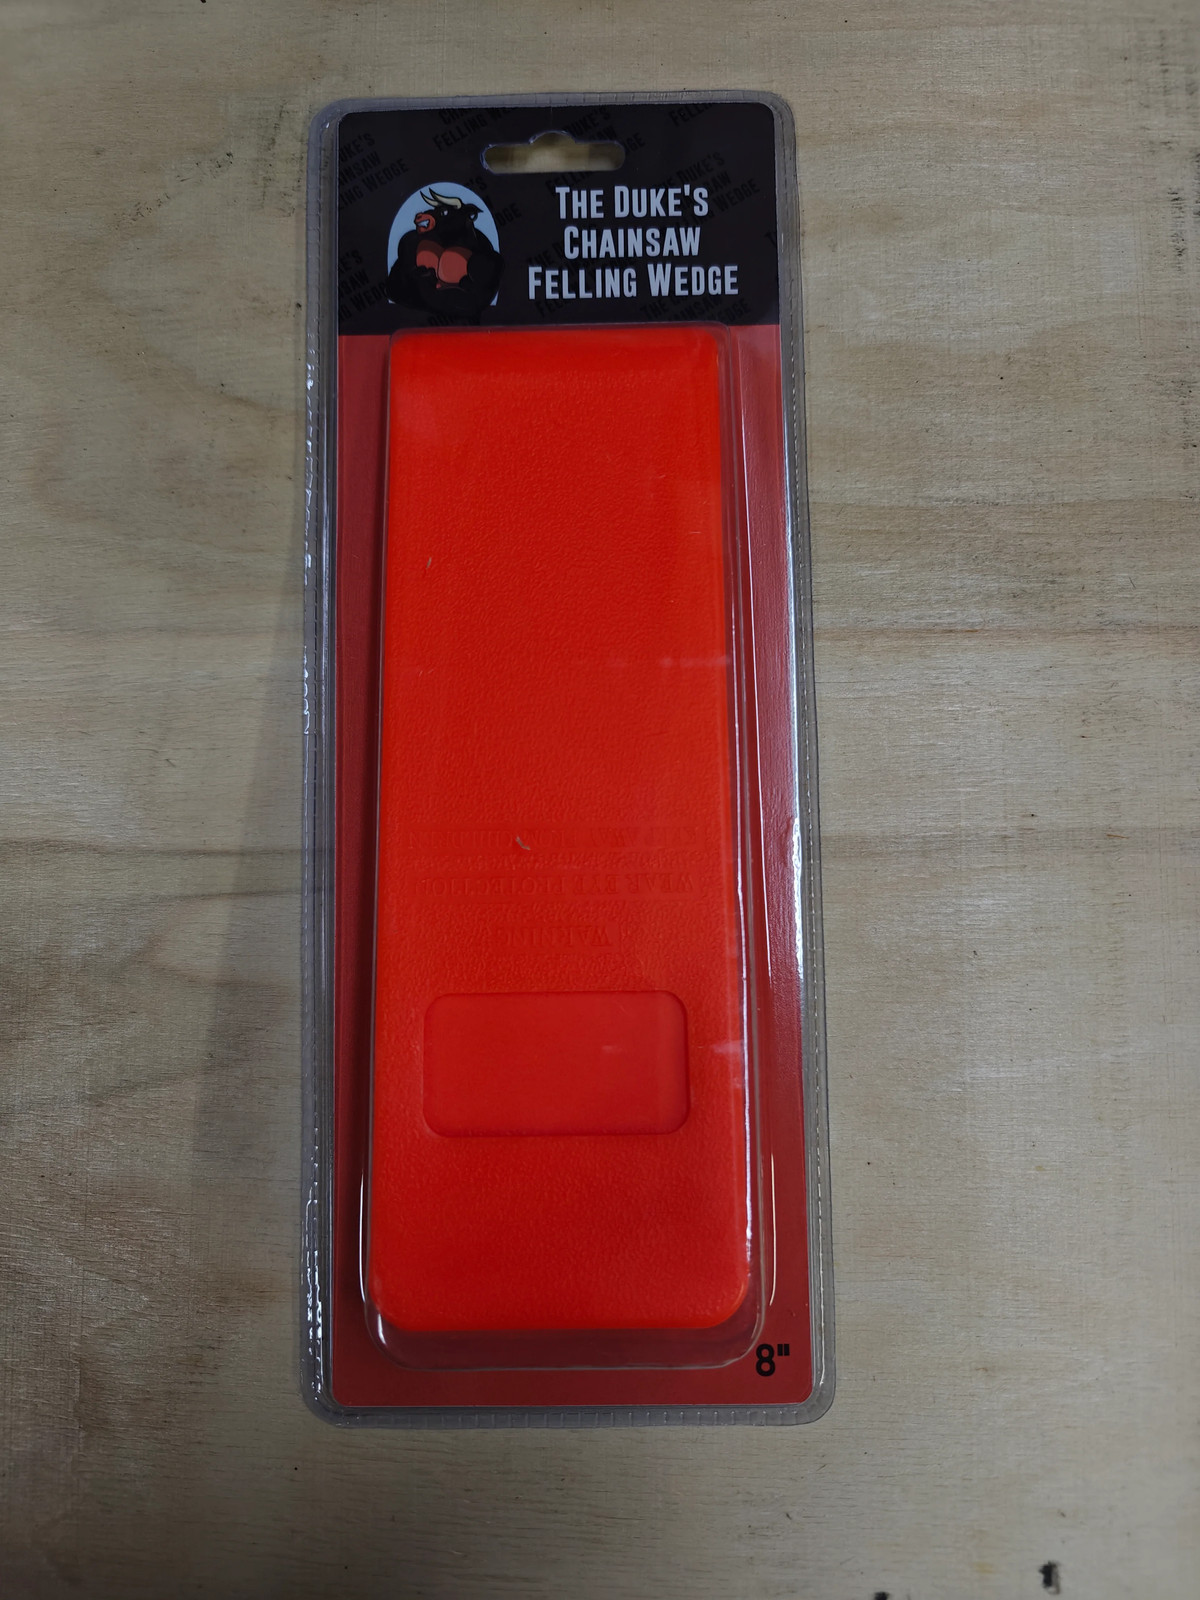 THE DUKE'S
CHAINSAW
FELLING WEDGE
WARNING
WEAR EYE PROTECTION
8"